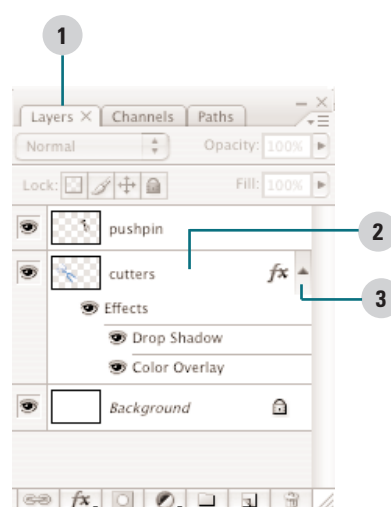 1
Layers × Channels Paths
Normal Opacity: 100%
Lock: Fill: 100%
pushpin
2
cutters fx
3
Effects
Drop Shadow
Color Overlay
Background
fx